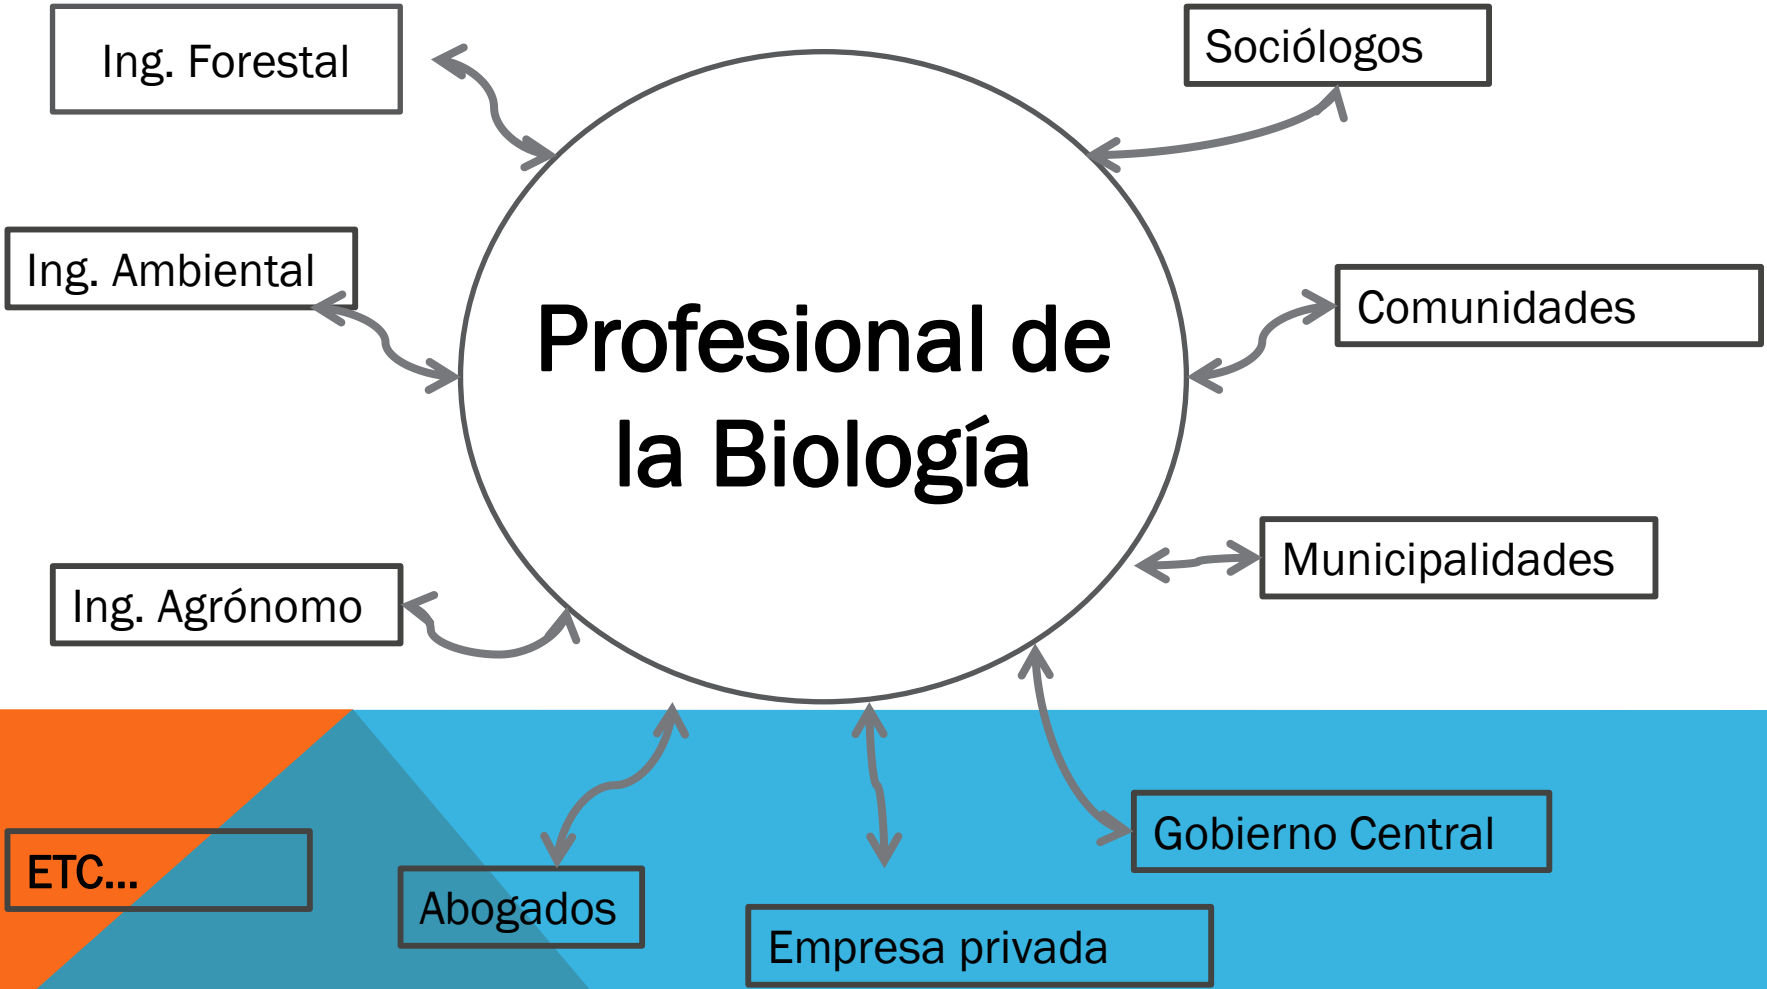 Ing. Forestal
Sociólogos
Ing. Ambiental
Comunidades
Profesional de
la Biología
Municipalidades
Ing. Agrónomo
Gobierno Central
ETC...
Abogados
Empresa privada